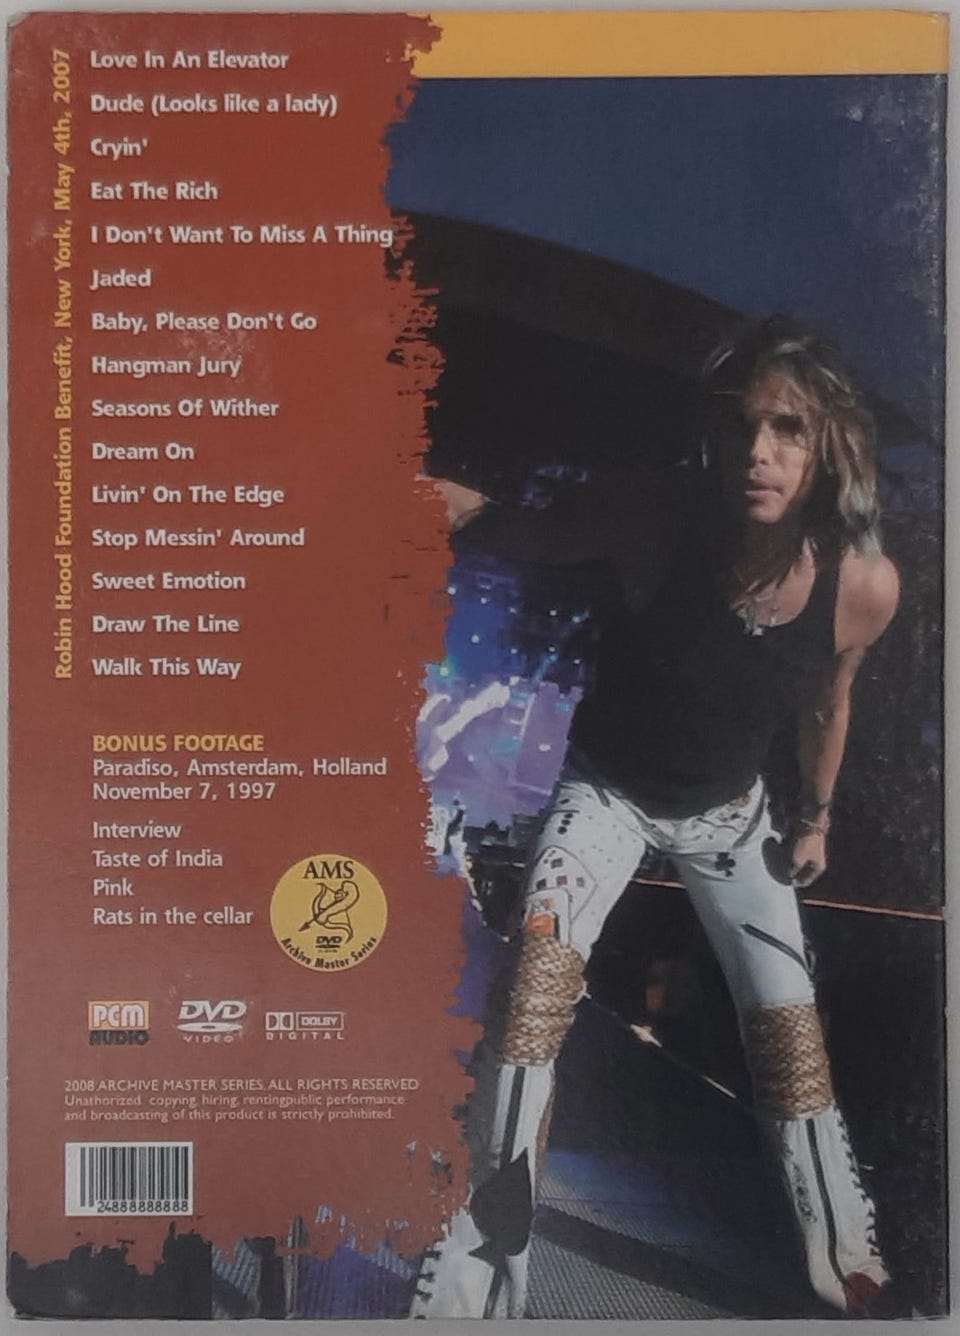 Robin Hood Foundation Benefit, New York, May 4th, 2007
Love In An Elevator
Dude (Looks like a lady)
Cryin'
Eat The Rich
I Don't Want To Miss A Thing
Jaded
Baby, Please Don't Go
Hangman Jury
Seasons Of Wither
Dream On
Livin' On The Edge
Stop Messin' Around
Sweet Emotion
Draw The Line
Walk This Way
BONUS FOOTAGE
Paradiso, Amsterdam, Holland
November 7, 1997
Interview
Taste of India
Pink
Rats in the cellar
AMS
DVD
Archive Master Series
PCM
AUDIO
DVD
VIDEO
DOLBY
DIGITAL
2008 ARCHIVE MASTER SERIES. ALL RIGHTS RESERVED
Unathorized copying, hiring, rentingpublic performance
and broadcasting of this product is strictly prohibited.
24888888888